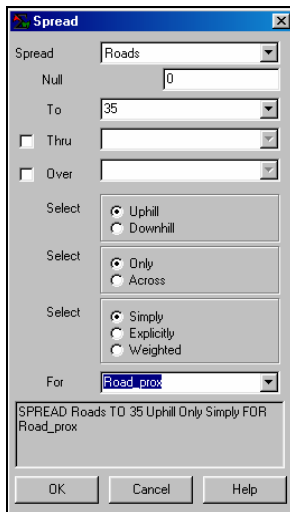 Spread
Spread Roads
Null 0
To 35
Thru
Over
Select Uphill
Downhill
Select Only
Across
Select Simply
Explicitly
Weighted
For Road_prox
SPREAD Roads TO 35 Uphill Only Simply FOR
Road_prox
OK Cancel Help